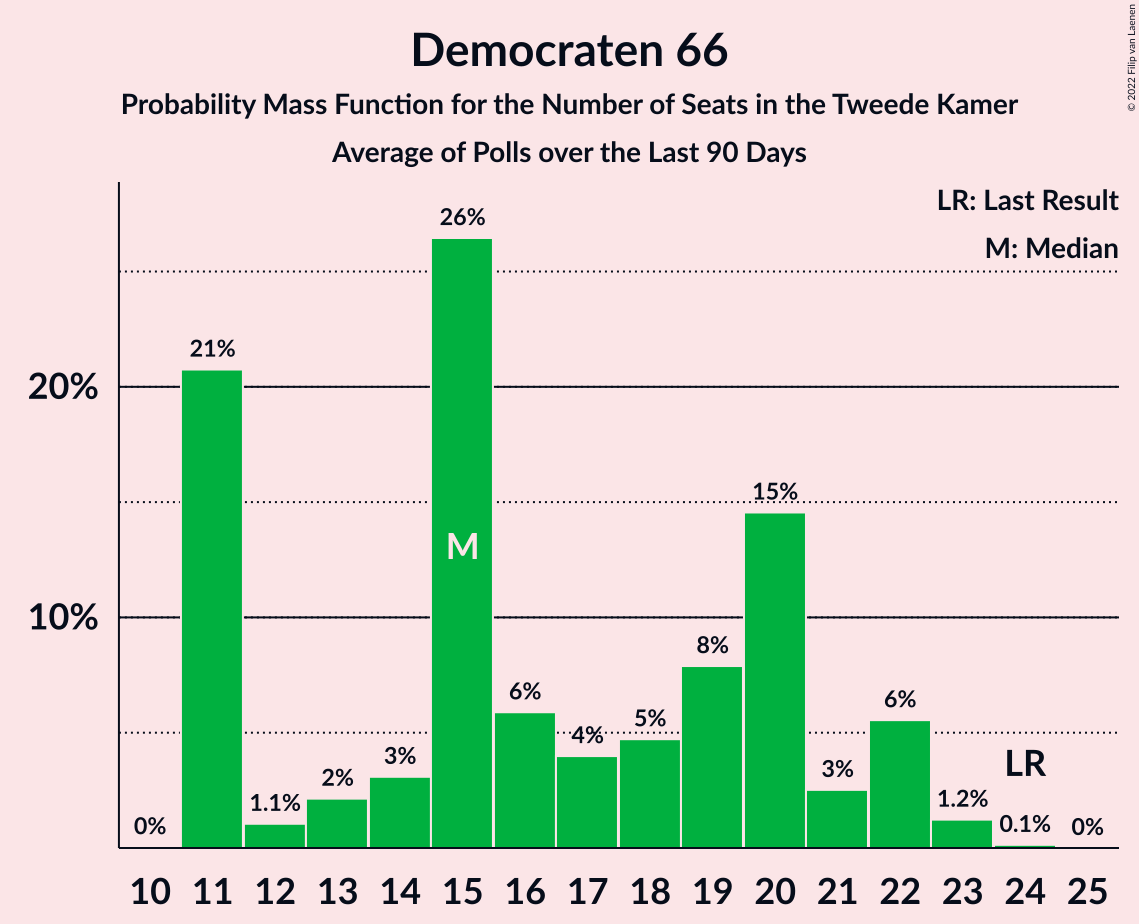 Democraten 66
Probability Mass Function for the Number of Seats in the Tweede Kamer
Average of Polls over the Last 90 Days
© 2022 Filip van Laenen
LR: Last Result
M: Median
26%
21%
20%
15%
M
10%
8%
6%
6%
5%
4%
LR
3%
3%
2%
1.1%
1.2%
0%
0.1%
0%
10 11 12 13 14 15 16 17 18 19 20 21 22 23 24 25